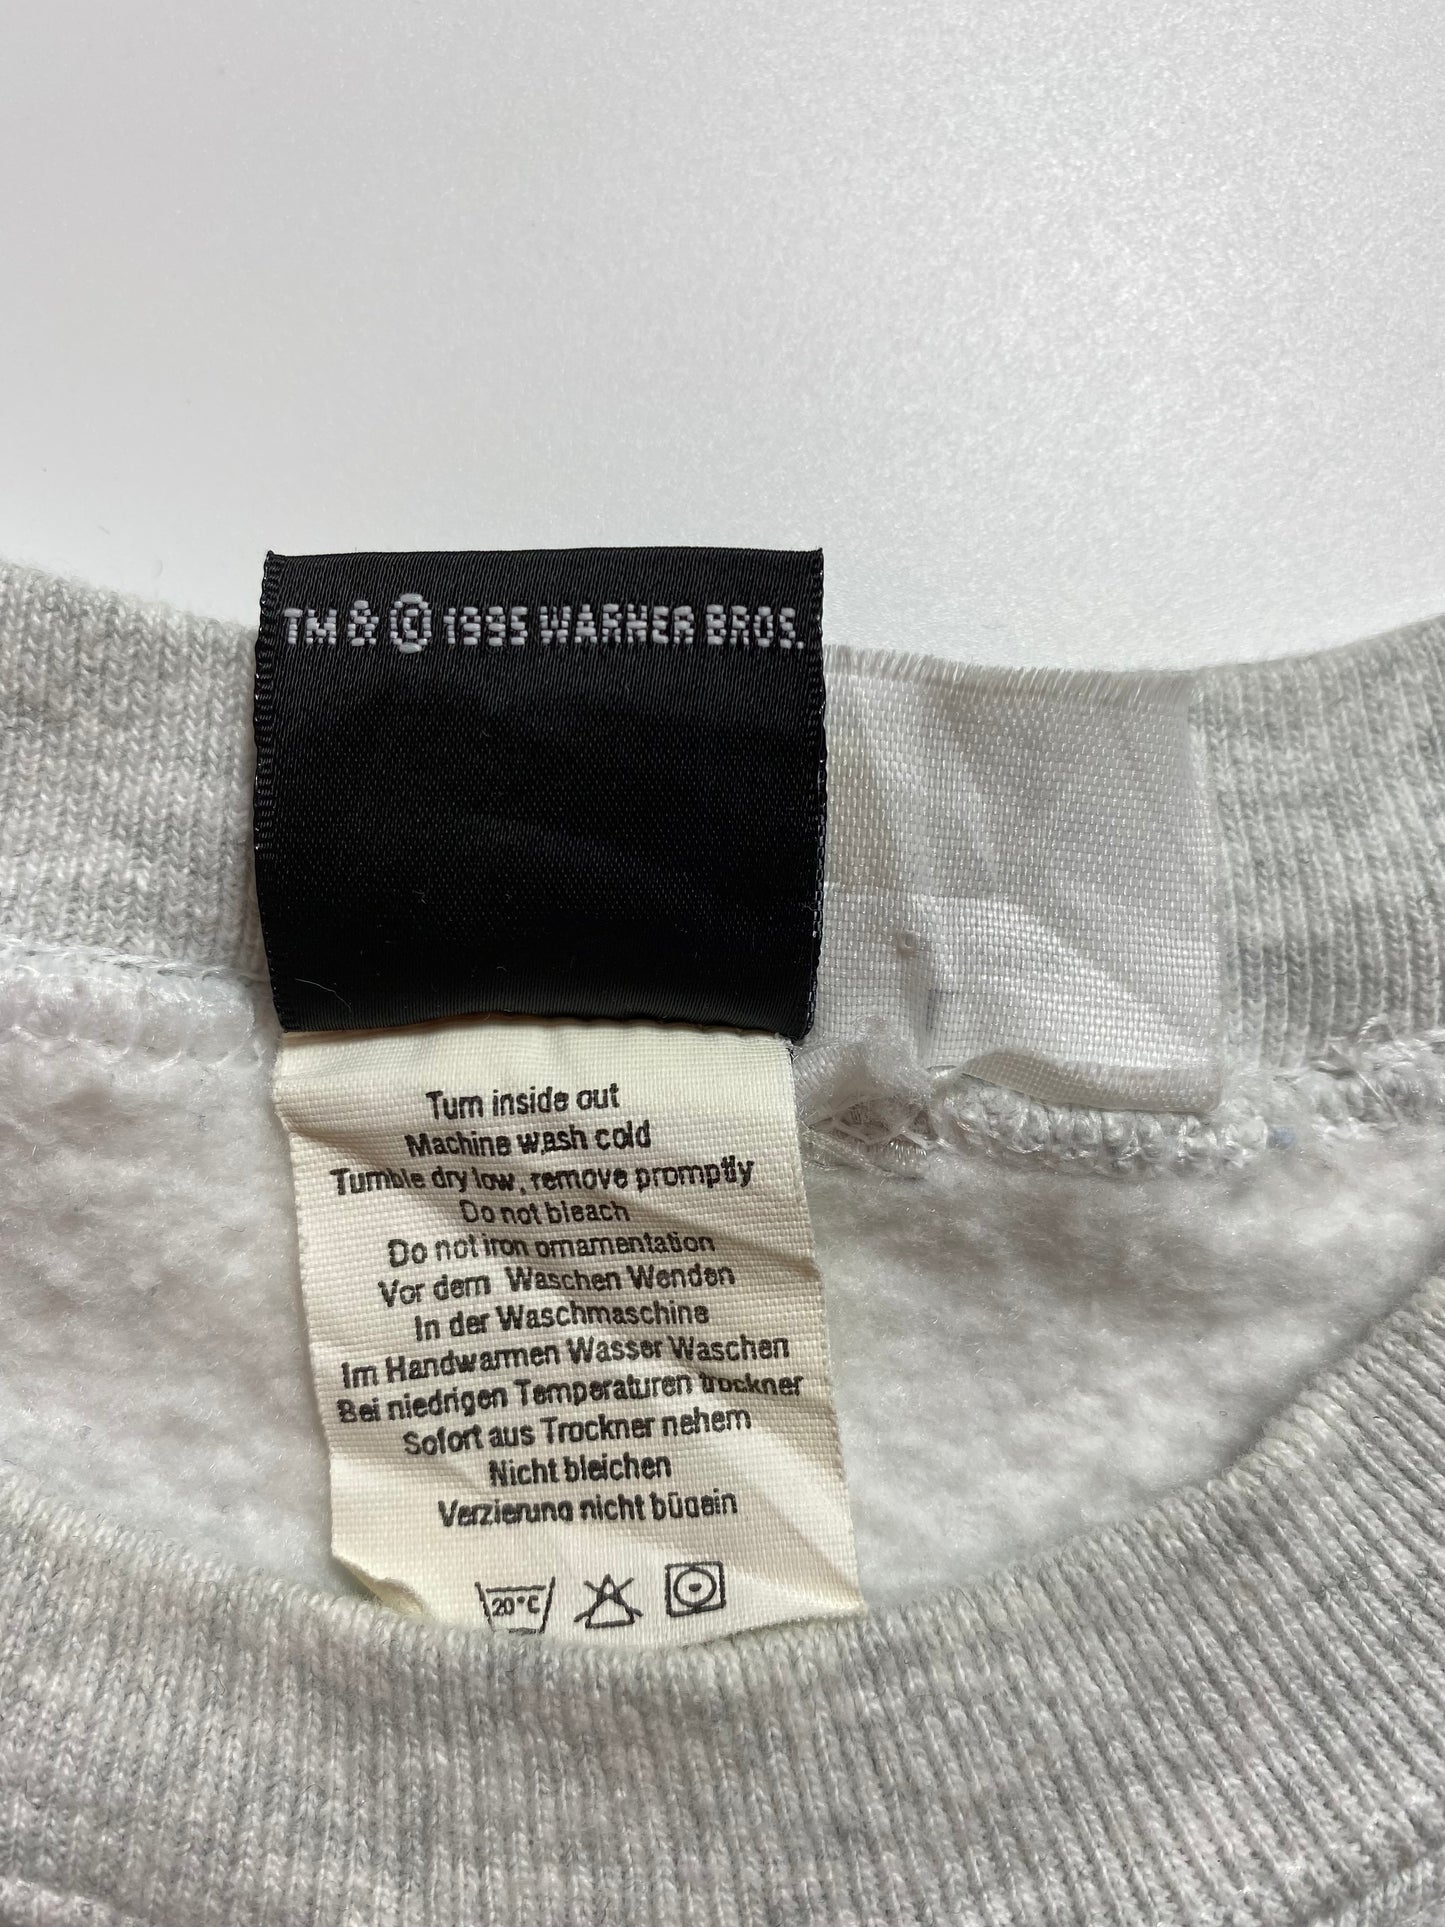 TM & © 1995 WARNER BROS.
Turn inside out
Machine wash cold
Tumble dry low, remove promptly
Do not bleach
Do not iron ornamentation
Vor dem Waschen Wenden
In der Waschmaschine
Im Handwarmen Wasser Waschen
Bei niedrigen Temperaturen trockner
Sofort aus Trockner nehem
Nicht bleichen
Verzierung nicht bügein
20°C